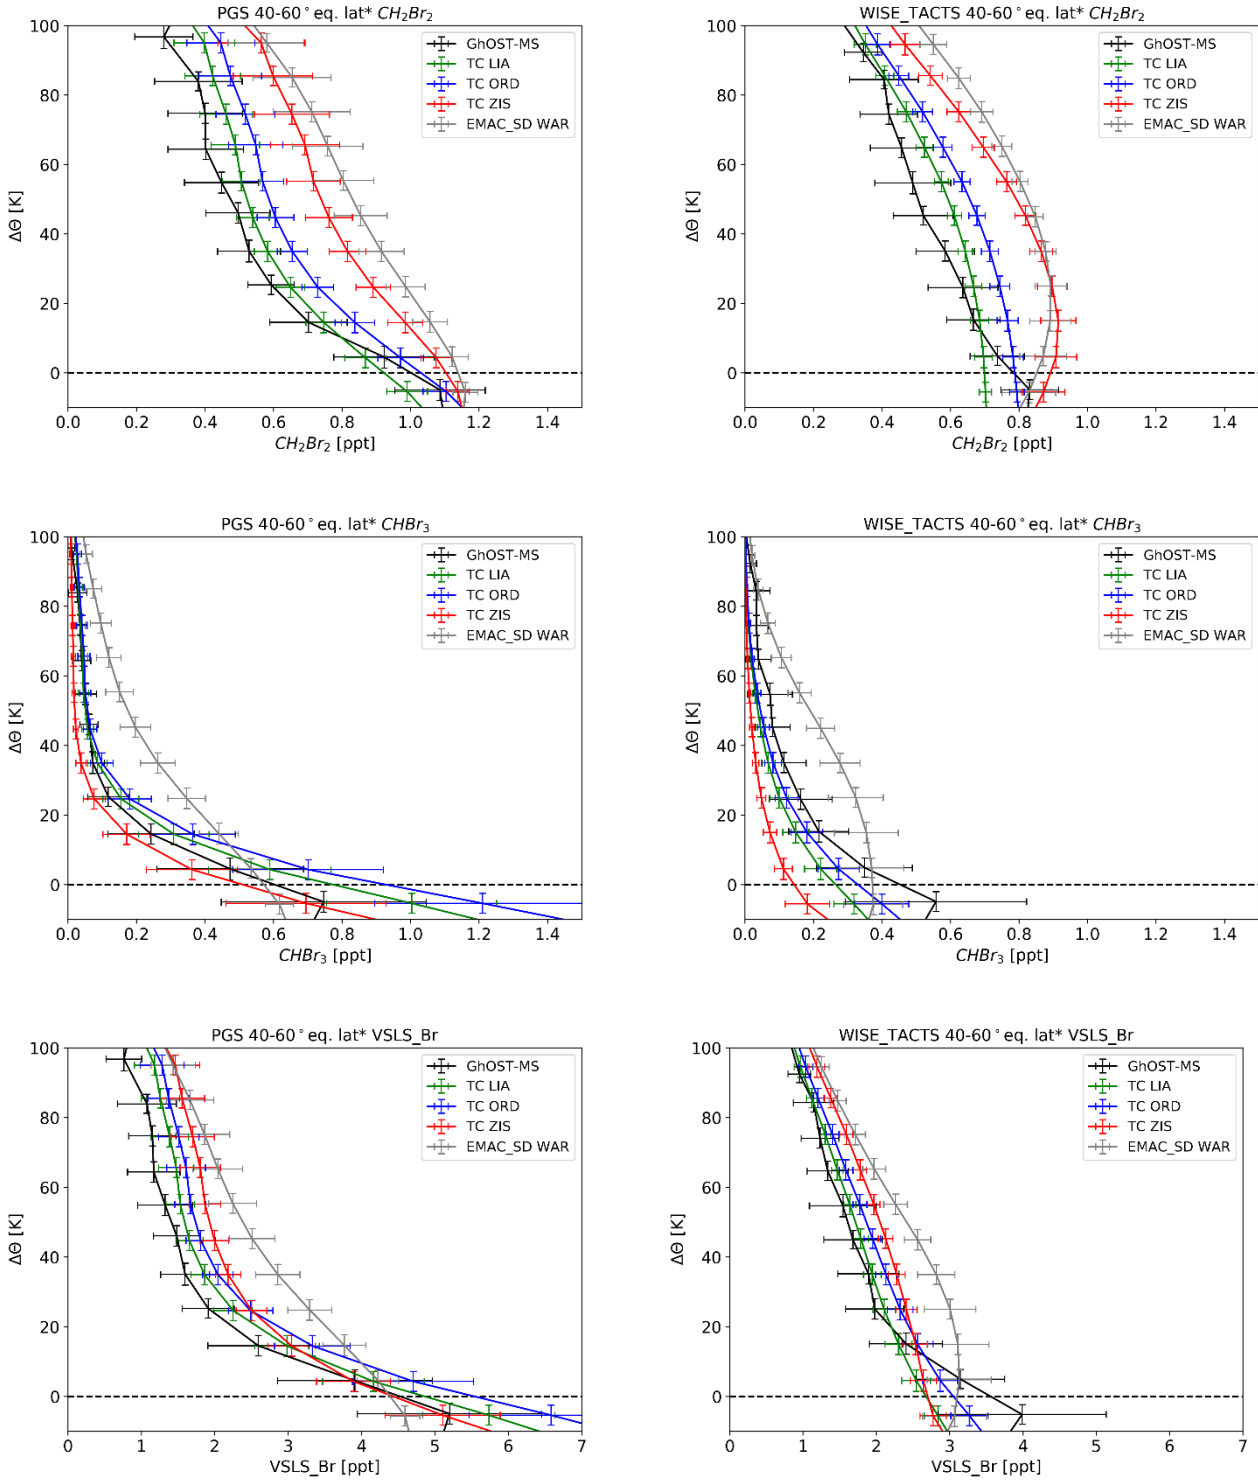 PGS 40-60° eq. lat* CH₂Br₂
GhOST-MS
TC LIA
TC ORD
TC ZIS
EMAC_SD WAR
100
80
60
40
20
0
ΔΘ [K]
0.0 0.2 0.4 0.6 0.8 1.0 1.2 1.4
CH₂Br₂ [ppt]
WISE_TACTS 40-60° eq. lat* CH₂Br₂
GhOST-MS
TC LIA
TC ORD
TC ZIS
EMAC_SD WAR
100
80
60
40
20
0
ΔΘ [K]
0.0 0.2 0.4 0.6 0.8 1.0 1.2 1.4
CH₂Br₂ [ppt]
PGS 40-60° eq. lat* CHBr₃
GhOST-MS
TC LIA
TC ORD
TC ZIS
EMAC_SD WAR
100
80
60
40
20
0
ΔΘ [K]
0.0 0.2 0.4 0.6 0.8 1.0 1.2 1.4
CHBr₃ [ppt]
WISE_TACTS 40-60° eq. lat* CHBr₃
GhOST-MS
TC LIA
TC ORD
TC ZIS
EMAC_SD WAR
100
80
60
40
20
0
ΔΘ [K]
0.0 0.2 0.4 0.6 0.8 1.0 1.2 1.4
CHBr₃ [ppt]
PGS 40-60° eq. lat* VSLS_Br
GhOST-MS
TC LIA
TC ORD
TC ZIS
EMAC_SD WAR
100
80
60
40
20
0
ΔΘ [K]
0 1 2 3 4 5 6 7
VSLS_Br [ppt]
WISE_TACTS 40-60° eq. lat* VSLS_Br
GhOST-MS
TC LIA
TC ORD
TC ZIS
EMAC_SD WAR
100
80
60
40
20
0
ΔΘ [K]
0 1 2 3 4 5 6 7
VSLS_Br [ppt]